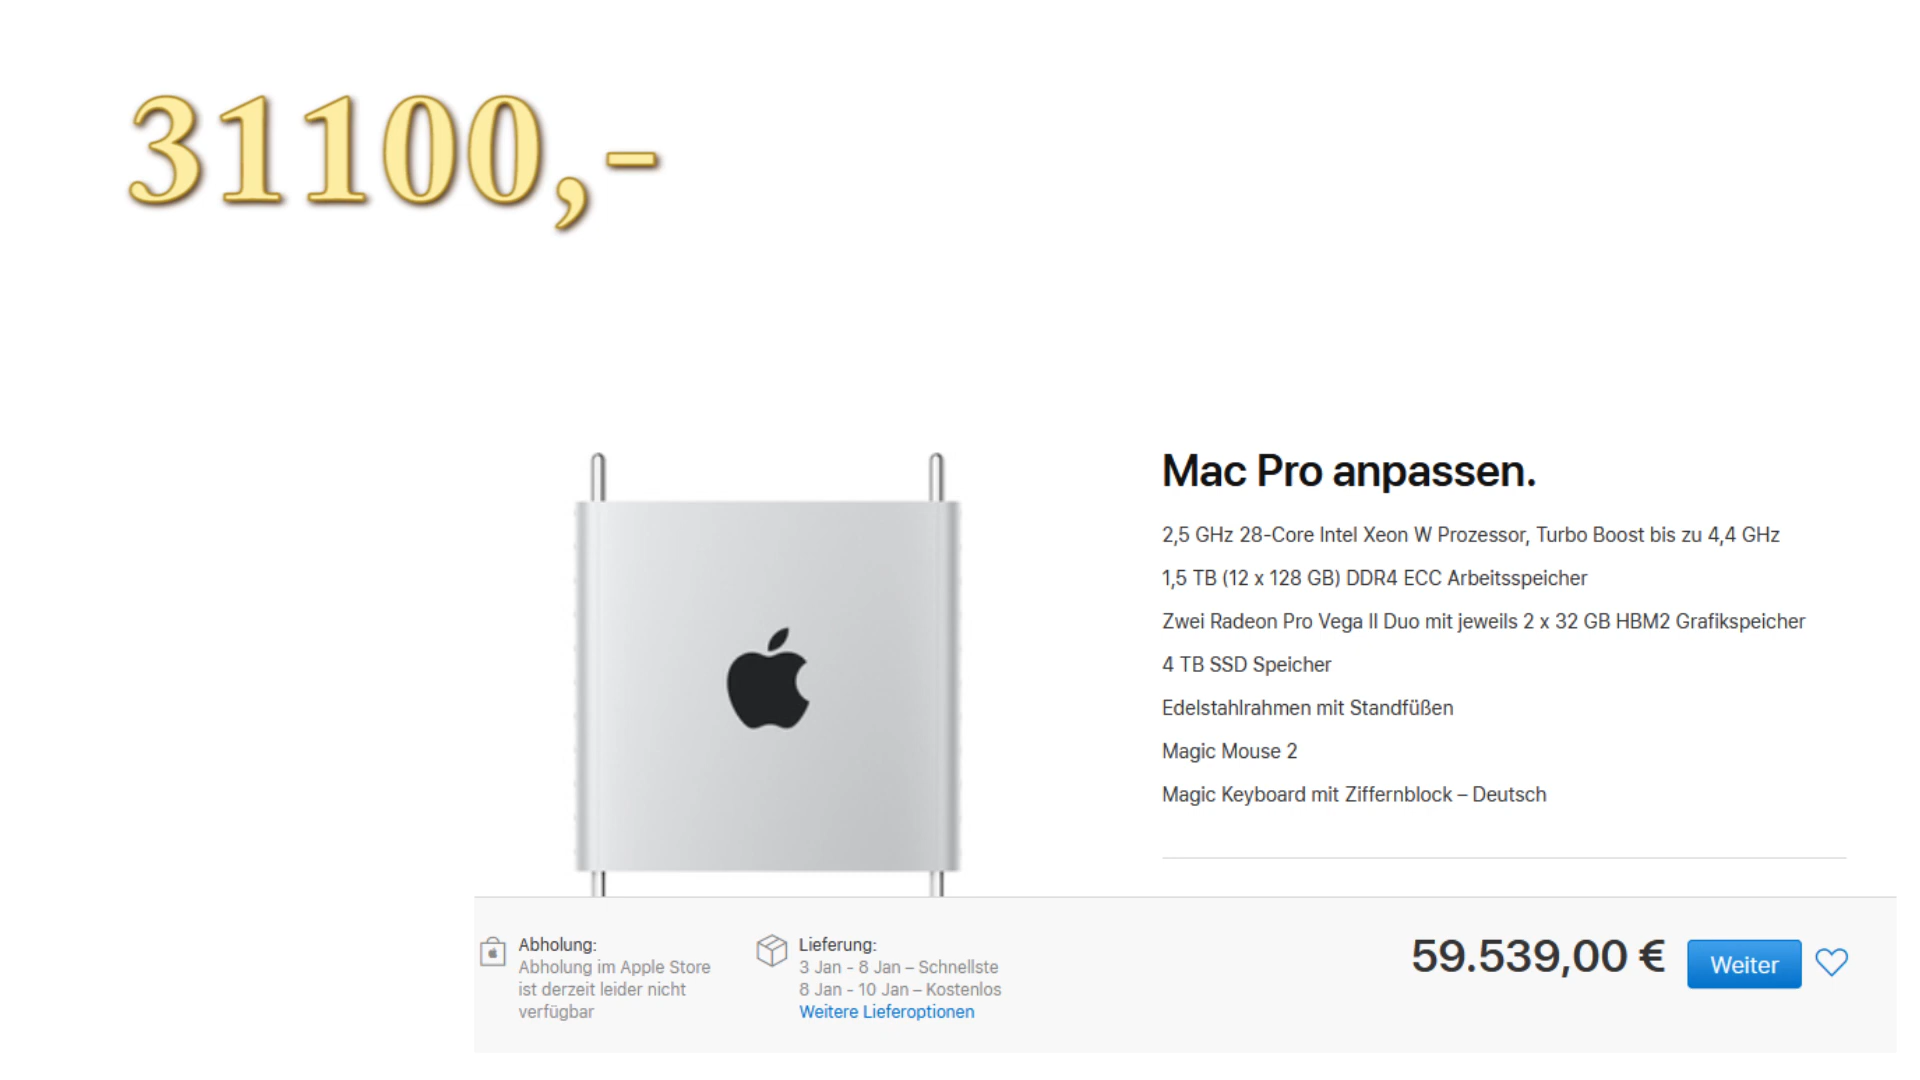 31100,-
Mac Pro anpassen.
2,5 GHz 28-Core Intel Xeon W Prozessor, Turbo Boost bis zu 4,4 GHz
1,5 TB (12 x 128 GB) DDR4 ECC Arbeitsspeicher
Zwei Radeon Pro Vega II Duo mit jeweils 2 x 32 GB HBM2 Grafikspeicher
4 TB SSD Speicher
Edelstahlrahmen mit Standfüßen
Magic Mouse 2
Magic Keyboard mit Ziffernblock – Deutsch
Abholung:
Abholung im Apple Store
ist derzeit leider nicht
verfügbar
Lieferung:
3 Jan - 8 Jan – Schnellste
8 Jan - 10 Jan – Kostenlos
Weitere Lieferoptionen
59.539,00 €
Weiter